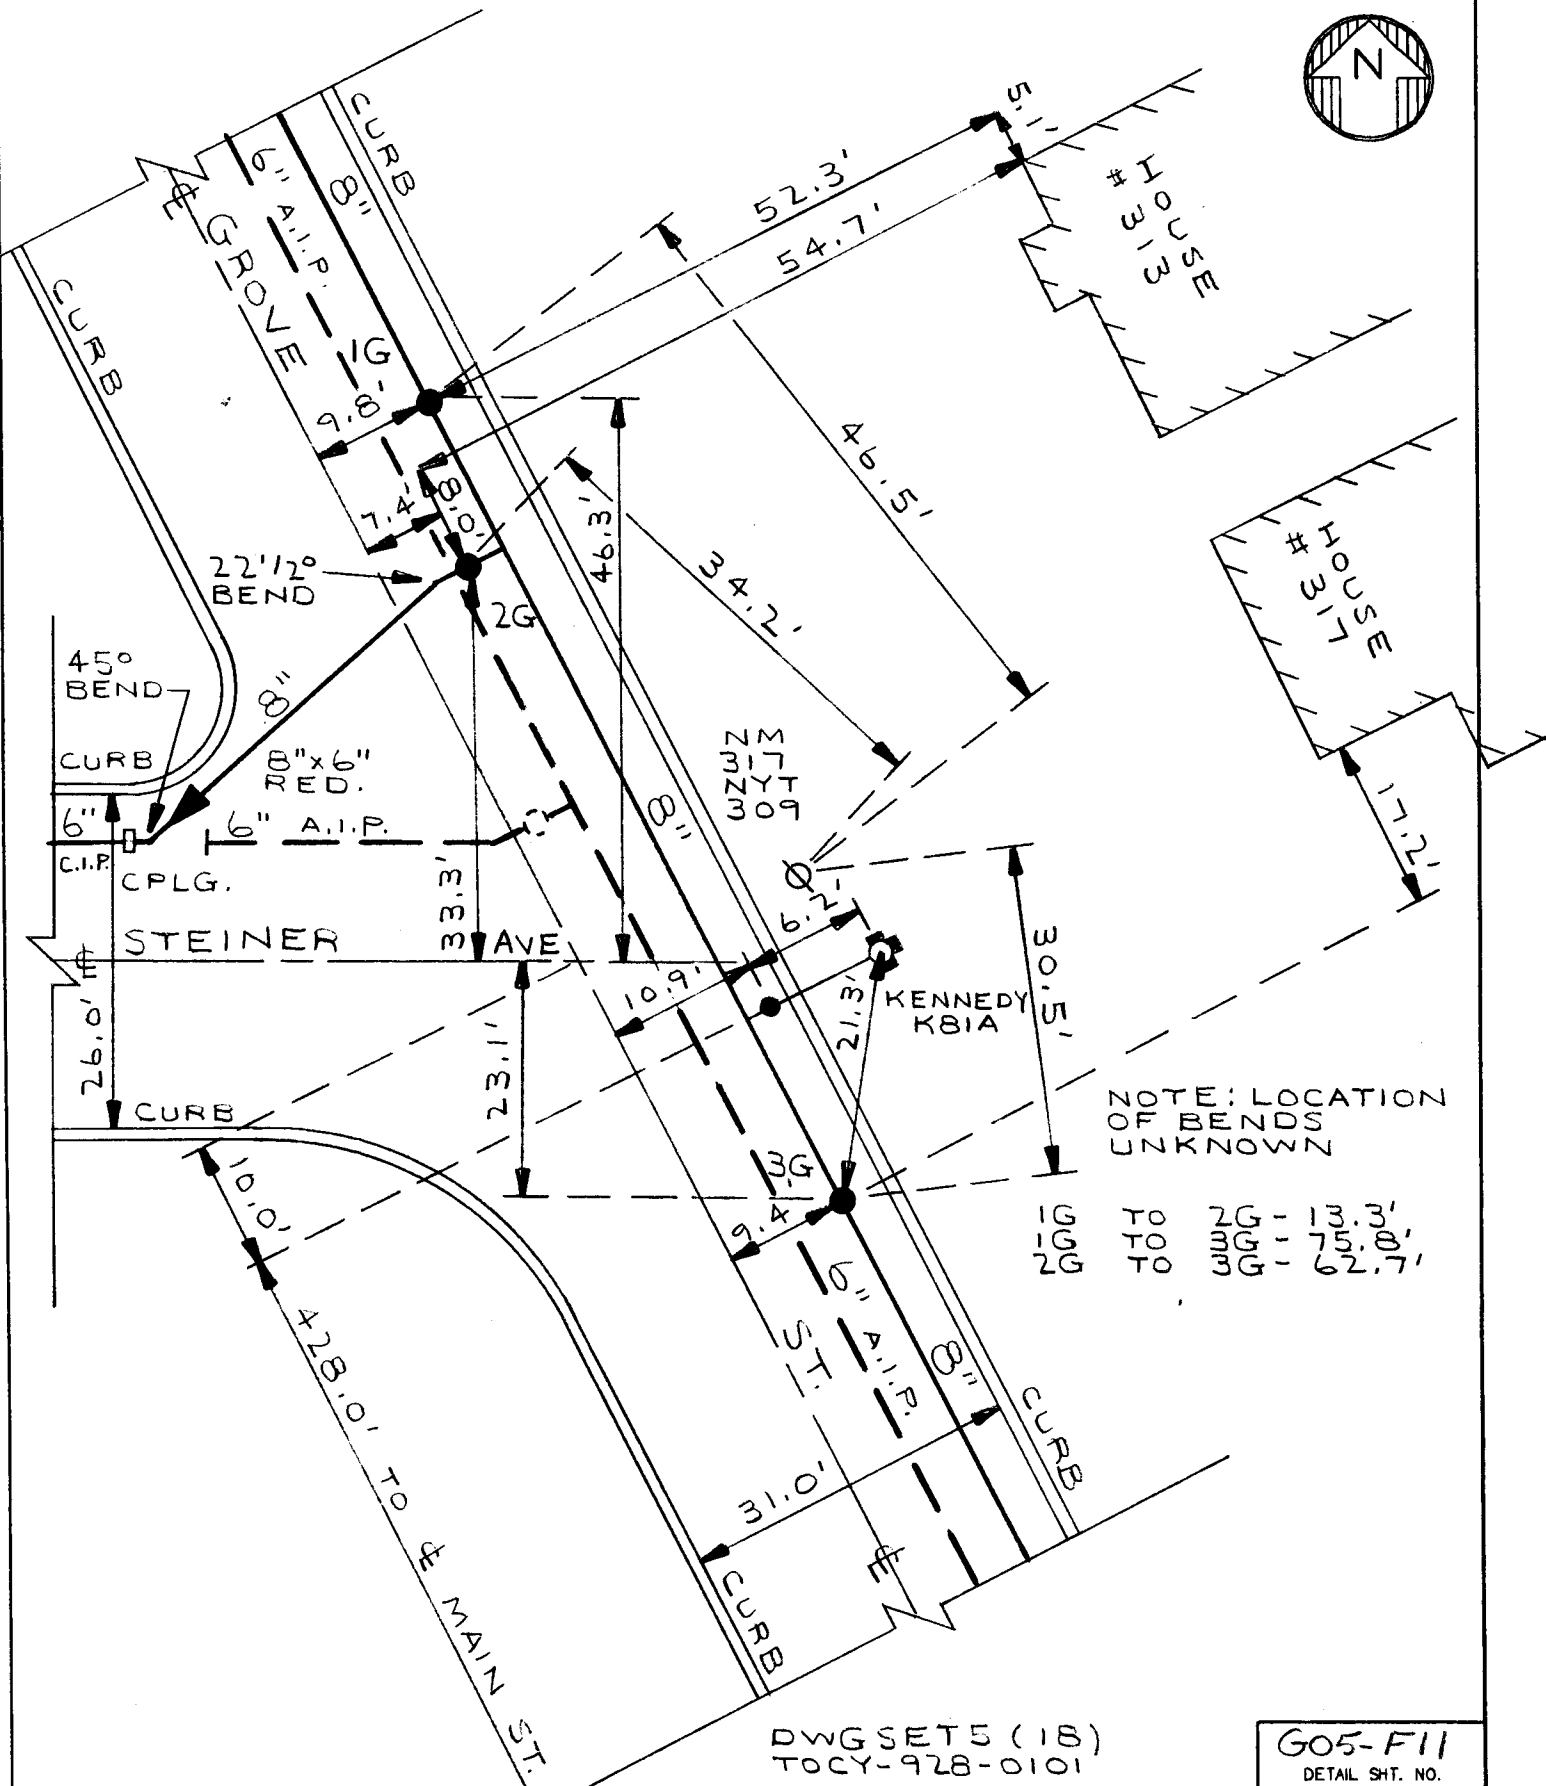 N
CURB
6" A.I.P.
8"
℄
GROVE
5.1'
52.3'
54.7'
HOUSE
# 313
CURB
1G
9.8'
46.5'
7.4'
8.0'
46.3'
34.2'
HOUSE
# 317
22'/2°
BEND
2G
45°
BEND
8"
CURB
8"x6"
RED.
NM
317
NYT
309
8"
6"
C.I.P.
6" A.I.P.
CPLG.
17.2'
33.3'
6.2'
℄
STEINER AVE
10.9'
21.3'
30.5'
KENNEDY
K81A
26.0'
23.1'
CURB
NOTE: LOCATION
OF BENDS
UNKNOWN
10.0'
3G
9.4'
1G TO 2G - 13.3'
1G TO 3G - 75.8'
2G TO 3G - 62.7'
6" A.I.P.
ST.
8"
CURB
428.0' TO ℄ MAIN ST.
31.0'
℄
CURB
DWGSET5 (18)
TOCY-928-0101
G05-F11
DETAIL SHT. NO.